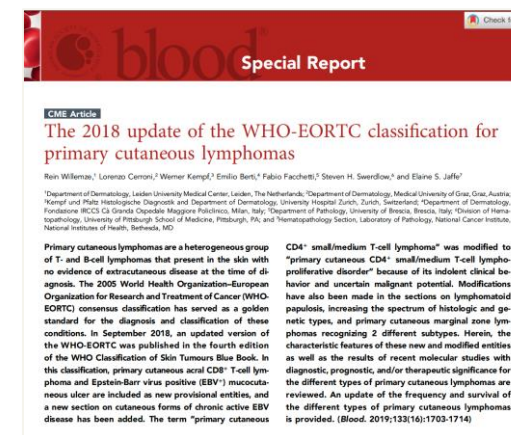 Check f
blood®
Special Report
CME Article
The 2018 update of the WHO-EORTC classification for
primary cutaneous lymphomas
Rein Willemze,¹ Lorenzo Cerroni,² Werner Kempf,³ Emilio Berti,⁴ Fabio Facchetti,⁵ Steven H. Swerdlow,⁶ and Elaine S. Jaffe⁷
¹Department of Dermatology, Leiden University Medical Center, Leiden, The Netherlands; ²Department of Dermatology, Medical University of Graz, Graz, Austria;
³Kempf und Pfaltz Histologische Diagnostik and Department of Dermatology, University Hospital Zurich, Zurich, Switzerland; ⁴Department of Dermatology,
Fondazione IRCCS Cà Granda Ospedale Maggiore Policlinico, Milan, Italy; ⁵Department of Pathology, University of Brescia, Brescia, Italy; ⁶Division of Hema-
topathology, University of Pittsburgh School of Medicine, Pittsburgh, PA; and ⁷Hematopathology Section, Laboratory of Pathology, National Cancer Institute,
National Institutes of Health, Bethesda, MD
Primary cutaneous lymphomas are a heterogeneous group
of T- and B-cell lymphomas that present in the skin with
no evidence of extracutaneous disease at the time of di-
agnosis. The 2005 World Health Organization–European
Organization for Research and Treatment of Cancer (WHO-
EORTC) consensus classification has served as a golden
standard for the diagnosis and classification of these
conditions. In September 2018, an updated version of
the WHO-EORTC was published in the fourth edition
of the WHO Classification of Skin Tumours Blue Book. In
this classification, primary cutaneous acral CD8⁺ T-cell lym-
phoma and Epstein-Barr virus positive (EBV⁺) mucocuta-
neous ulcer are included as new provisional entities, and
a new section on cutaneous forms of chronic active EBV
disease has been added. The term "primary cutaneous
CD4⁺ small/medium T-cell lymphoma" was modified to
"primary cutaneous CD4⁺ small/medium T-cell lympho-
proliferative disorder" because of its indolent clinical be-
havior and uncertain malignant potential. Modifications
have also been made in the sections on lymphomatoid
papulosis, increasing the spectrum of histologic and ge-
netic types, and primary cutaneous marginal zone lym-
phomas recognizing 2 different subtypes. Herein, the
characteristic features of these new and modified entities
as well as the results of recent molecular studies with
diagnostic, prognostic, and/or therapeutic significance for
the different types of primary cutaneous lymphomas are
reviewed. An update of the frequency and survival of
the different types of primary cutaneous lymphomas
is provided. (Blood. 2019;133(16):1703-1714)